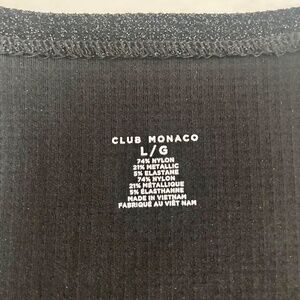 CLUB MONACO
L/G
74% NYLON
21% METALLIC
5% ELASTANE
74% NYLON
21% MÉTALLIQUE
5% ÉLASTHANNE
MADE IN VIETNAM
FABRIQUÉ AU VIÊT NAM